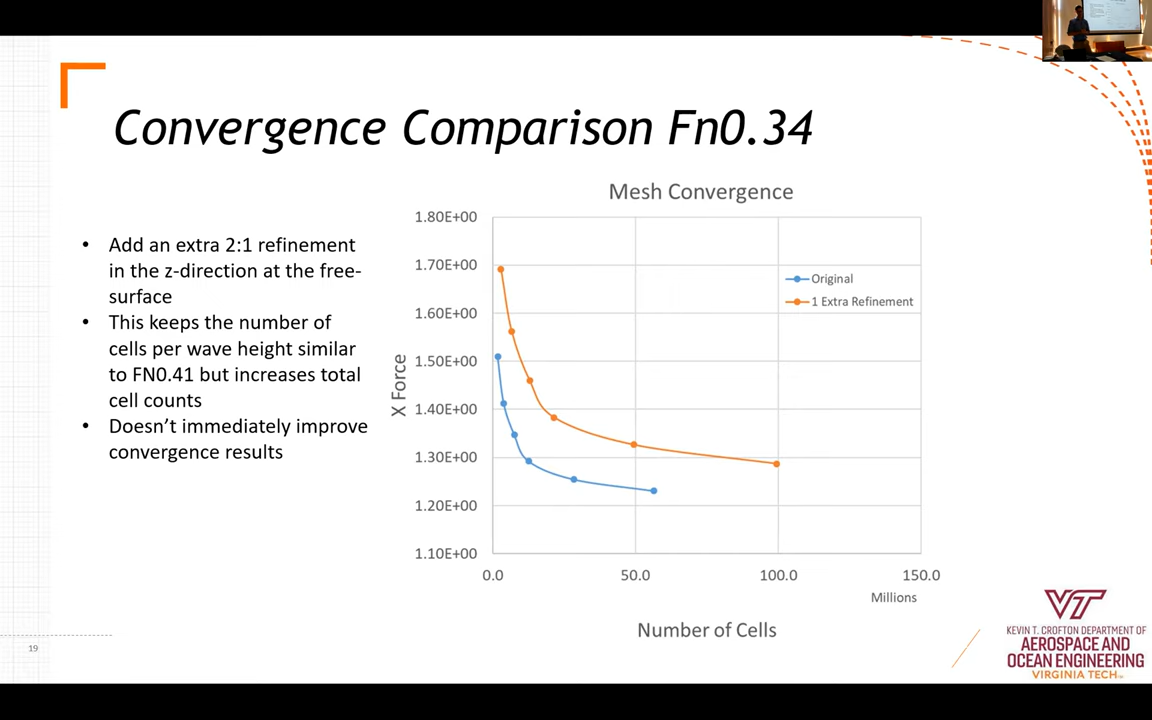 Convergence Comparison Fn0.34
• Add an extra 2:1 refinement
in the z-direction at the free-
surface
• This keeps the number of
cells per wave height similar
to FN0.41 but increases total
cell counts
• Doesn't immediately improve
convergence results
Mesh Convergence
1.80E+00
1.70E+00
1.60E+00
1.50E+00
1.40E+00
1.30E+00
1.20E+00
1.10E+00
X Force
Original
1 Extra Refinement
0.0 50.0 100.0 150.0
Millions
Number of Cells
19
VT
KEVIN T. CROFTON DEPARTMENT OF
AEROSPACE AND
OCEAN ENGINEERING
VIRGINIA TECH